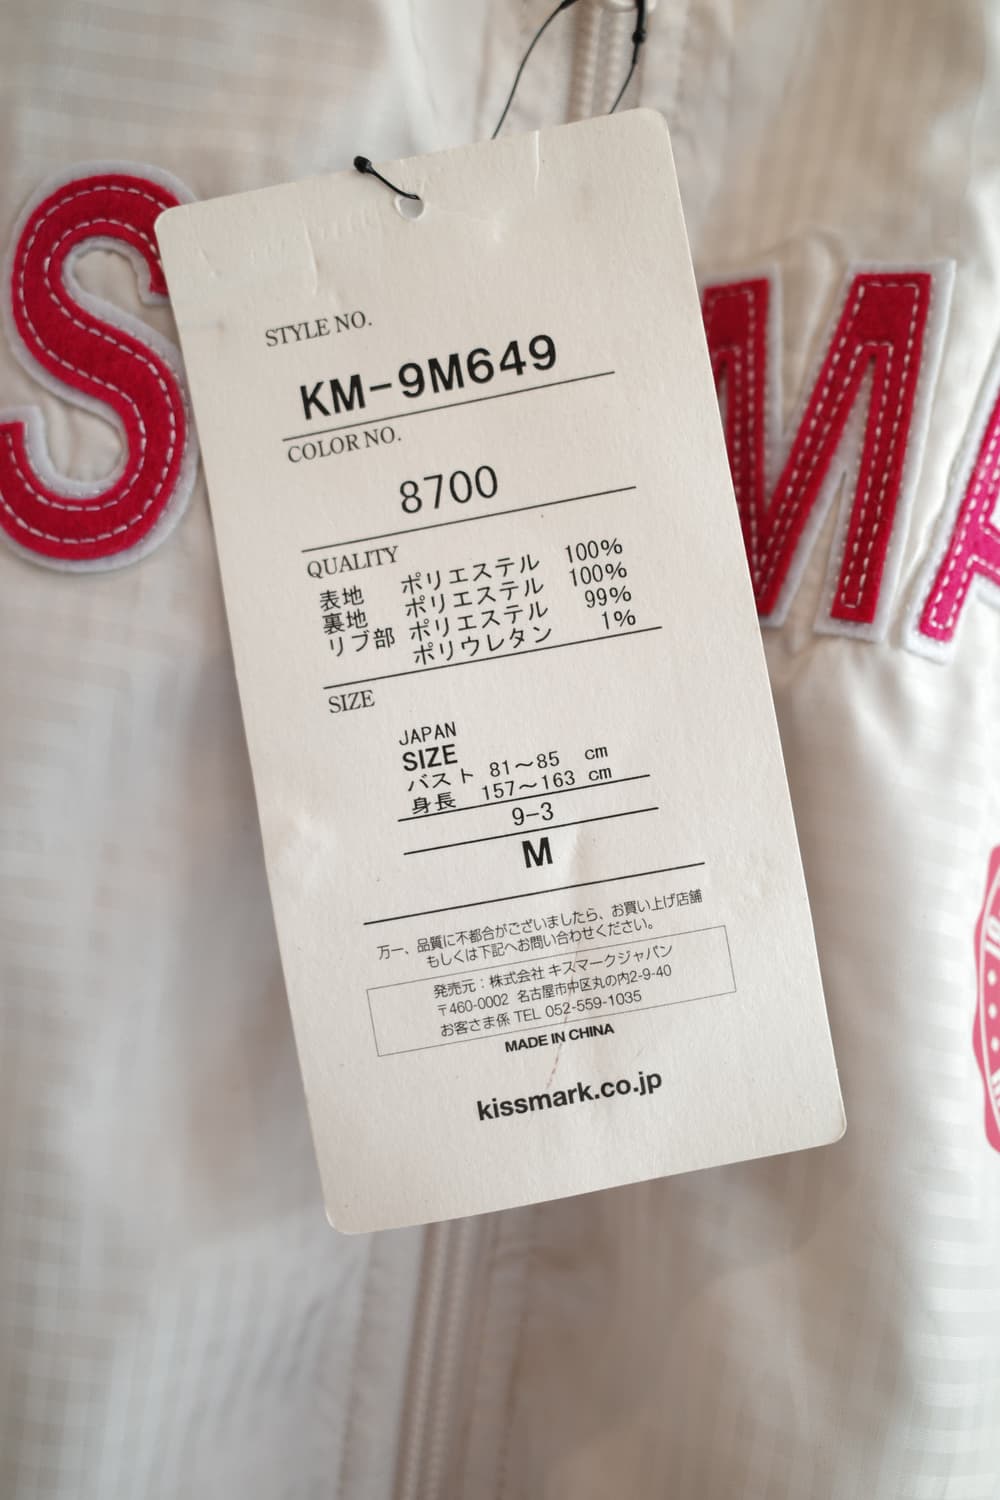 S
MA
STYLE NO.
KM-9M649
COLOR NO.
8700
QUALITY
表地 ポリエステル 100%
裏地 ポリエステル 100%
リブ部 ポリエステル 99%
ポリウレタン 1%
SIZE
JAPAN
SIZE
バスト 81〜85 cm
身長 157〜163 cm
9-3
M
万一、品質に不都合がございましたら、お買い上げ店舗
もしくは下記へお問い合わせください。
発売元：株式会社 キスマークジャパン
〒460-0002 名古屋市中区丸の内2-9-40
お客さま係 TEL 052-559-1035
MADE IN CHINA
kissmark.co.jp